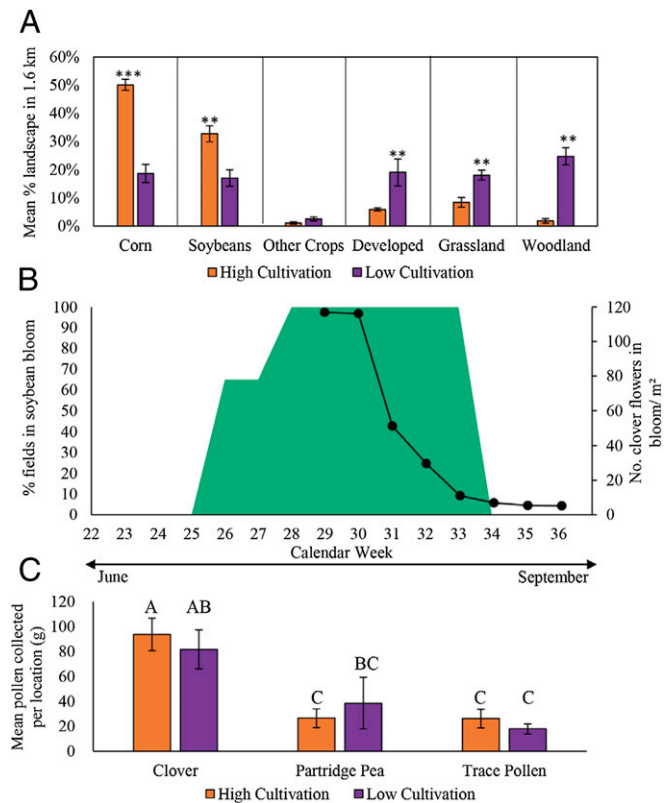 A
Mean % landscape in 1.6 km
60%
50%
40%
30%
20%
10%
0%
***
**
**
**
**
Corn Soybeans Other Crops Developed Grassland Woodland
High Cultivation Low Cultivation
B
% fields in soybean bloom
100
90
80
70
60
50
40
30
20
10
0
120
100
80
60
40
20
0
No. clover flowers in
bloom/ m²
22 23 24 25 26 27 28 29 30 31 32 33 34 35 36
Calendar Week
June September
C
Mean pollen collected
per location (g)
120
100
80
60
40
20
0
A AB C BC C C
Clover Partridge Pea Trace Pollen
High Cultivation Low Cultivation